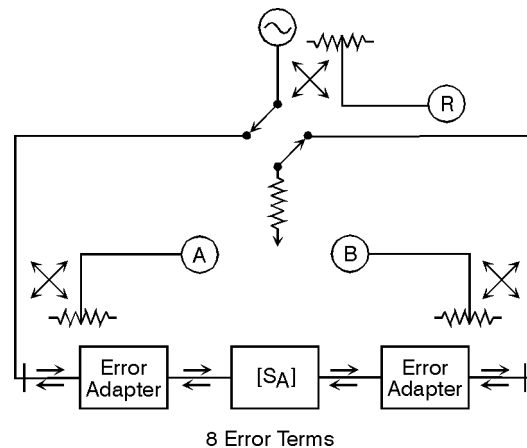 R
A
B
Error
Adapter
[SA]
Error
Adapter
8 Error Terms